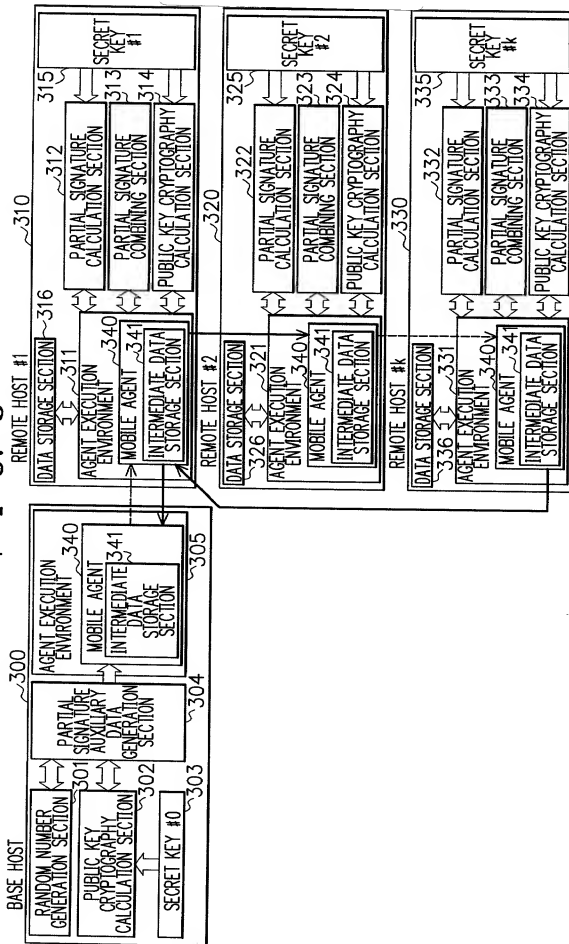 BASE HOST
300
RANDOM NUMBER
GENERATION SECTION
301
PUBLIC KEY
CRYPTOGRAPHY
CALCULATION SECTION
302
SECRET KEY #0
303
PARTIAL
SIGNATURE
AUXILIARY
DATA
GENERATION
SECTION
304
AGENT EXECUTION
ENVIRONMENT
340
MOBILE AGENT
341
INTERMEDIATE
DATA
STORAGE
SECTION
305
REMOTE HOST #1
310
DATA STORAGE SECTION
316
311
AGENT EXECUTION
ENVIRONMENT
340
MOBILE AGENT
341
INTERMEDIATE DATA
STORAGE SECTION
312
PARTIAL SIGNATURE
CALCULATION SECTION
313
PARTIAL SIGNATURE
COMBINING SECTION
314
PUBLIC KEY CRYPTOGRAPHY
CALCULATION SECTION
315
SECRET
KEY
#1
REMOTE HOST #2
320
DATA STORAGE SECTION
326
321
AGENT EXECUTION
ENVIRONMENT
340
MOBILE AGENT
341
INTERMEDIATE DATA
STORAGE SECTION
322
PARTIAL SIGNATURE
CALCULATION SECTION
323
PARTIAL SIGNATURE
COMBINING SECTION
324
PUBLIC KEY CRYPTOGRAPHY
CALCULATION SECTION
325
SECRET
KEY
#2
REMOTE HOST #k
330
DATA STORAGE SECTION
336
331
AGENT EXECUTION
ENVIRONMENT
340
MOBILE AGENT
341
INTERMEDIATE DATA
STORAGE SECTION
332
PARTIAL SIGNATURE
CALCULATION SECTION
333
PARTIAL SIGNATURE
COMBINING SECTION
334
PUBLIC KEY CRYPTOGRAPHY
CALCULATION SECTION
335
SECRET
KEY
#k